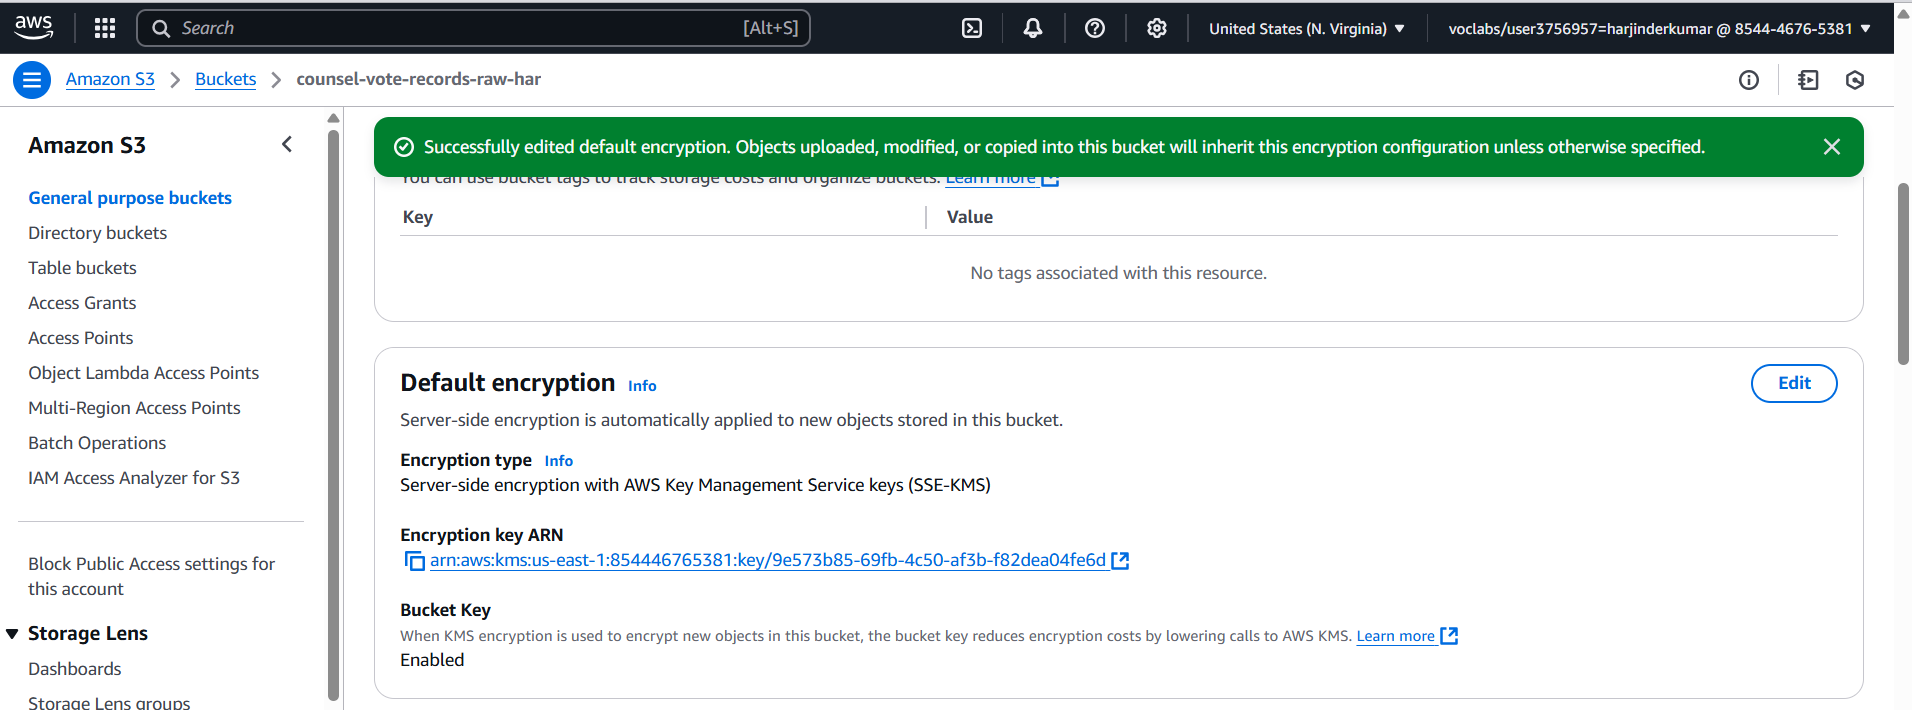 aws
Search
[Alt+S]
United States (N. Virginia)
voclabs/user3756957=harjinderkumar @ 8544-4676-5381
Amazon S3
Buckets
counsel-vote-records-raw-har
Amazon S3
General purpose buckets
Directory buckets
Table buckets
Access Grants
Access Points
Object Lambda Access Points
Multi-Region Access Points
Batch Operations
IAM Access Analyzer for S3
Block Public Access settings for
this account
Storage Lens
Dashboards
Storage Lens groups
Successfully edited default encryption. Objects uploaded, modified, or copied into this bucket will inherit this encryption configuration unless otherwise specified.
You can use bucket tags to track storage costs and organize buckets. Learn more
Key Value
No tags associated with this resource.
Default encryption Info
Edit
Server-side encryption is automatically applied to new objects stored in this bucket.
Encryption type Info
Server-side encryption with AWS Key Management Service keys (SSE-KMS)
Encryption key ARN
arn:aws:kms:us-east-1:854446765381:key/9e573b85-69fb-4c50-af3b-f82dea04fe6d
Bucket Key
When KMS encryption is used to encrypt new objects in this bucket, the bucket key reduces encryption costs by lowering calls to AWS KMS. Learn more
Enabled